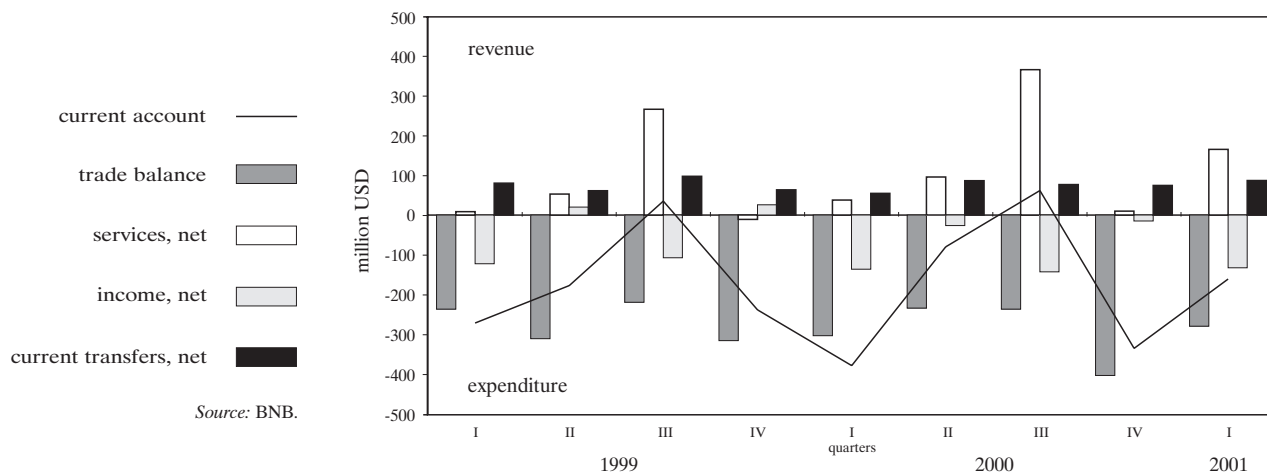 current account
trade balance
services, net
income, net
current transfers, net
Source: BNB.
million USD
500
400
300
200
100
0
-100
-200
-300
-400
-500
revenue
expenditure
I II III IV I II III IV I
quarters
1999 2000 2001